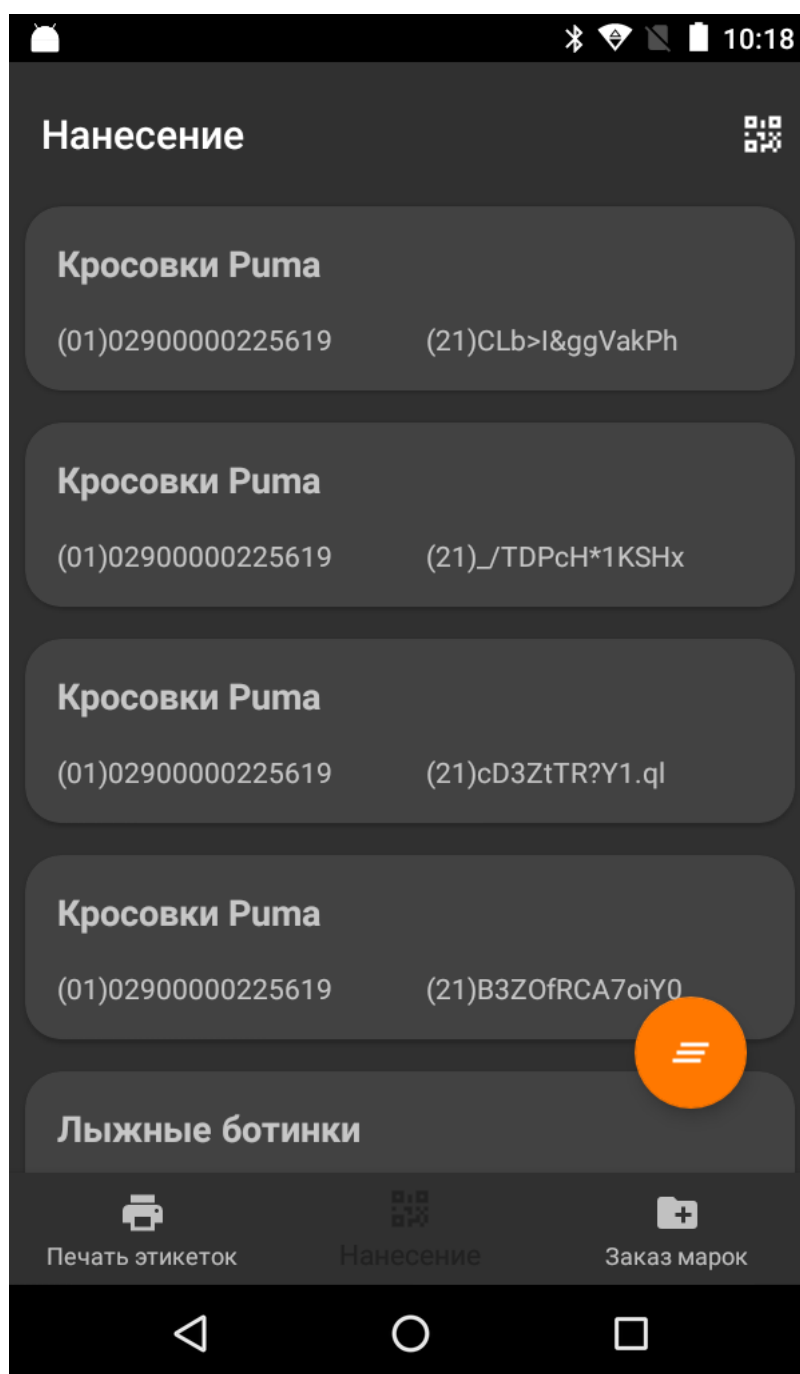 10:18
Нанесение
Кросовки Puma
(01)02900000225619 (21)CLb>I&ggVakPh
Кросовки Puma
(01)02900000225619 (21)_/TDPcH*1KSHx
Кросовки Puma
(01)02900000225619 (21)cD3ZtTR?Y1.ql
Кросовки Puma
(01)02900000225619 (21)B3ZOfRCA7oiY0
Лыжные ботинки
Печать этикеток Нанесение Заказ марок